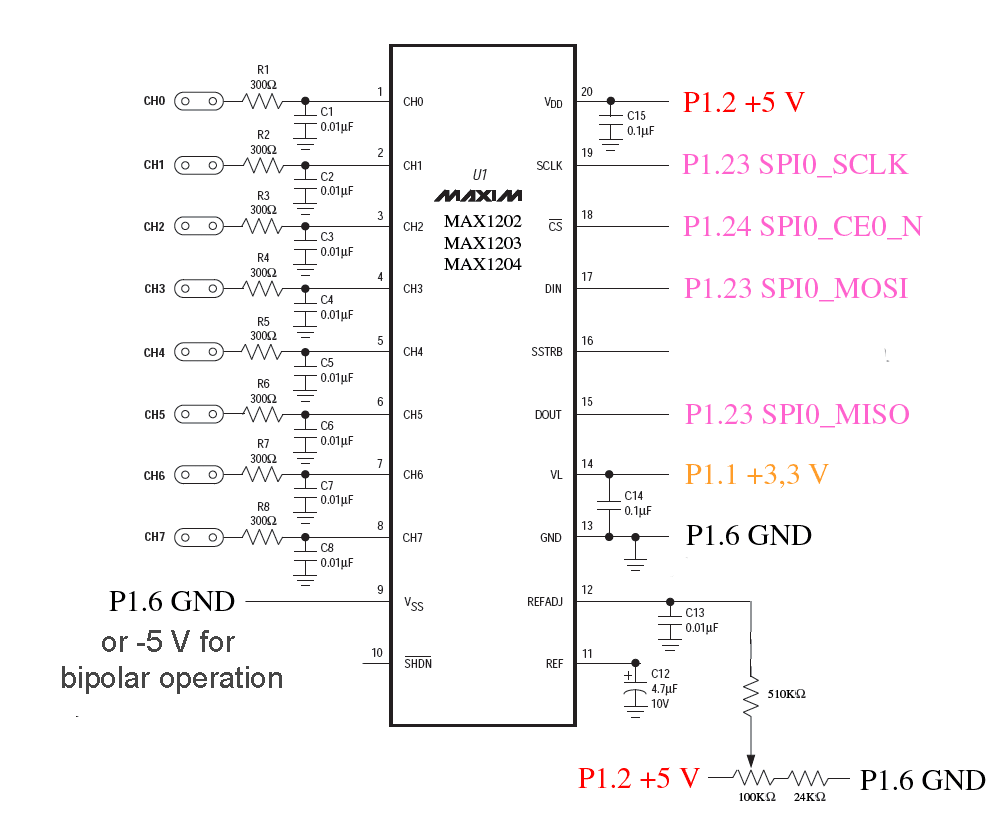 R1
300Ω
CH0
1
CH0
C1
0.01µF
R2
300Ω
CH1
2
CH1
C2
0.01µF
R3
300Ω
CH2
3
CH2
C3
0.01µF
R4
300Ω
CH3
4
CH3
C4
0.01µF
R5
300Ω
CH4
5
CH4
C5
0.01µF
R6
300Ω
CH5
6
CH5
C6
0.01µF
R7
300Ω
CH6
7
CH6
C7
0.01µF
R8
300Ω
CH7
8
CH7
C8
0.01µF
P1.6 GND
9
VSS
or -5 V for
bipolar operation
10
SHDN
U1
MAXIM
MAX1202
MAX1203
MAX1204
VDD
20
P1.2 +5 V
C15
0.1µF
SCLK
19
P1.23 SPI0_SCLK
CS
18
P1.24 SPI0_CE0_N
DIN
17
P1.23 SPI0_MOSI
SSTRB
16
DOUT
15
P1.23 SPI0_MISO
VL
14
P1.1 +3,3 V
C14
0.1µF
GND
13
P1.6 GND
REFADJ
12
C13
0.01µF
REF
11
+
C12
4.7µF
10V
510KΩ
P1.2 +5 V
100KΩ
24KΩ
P1.6 GND